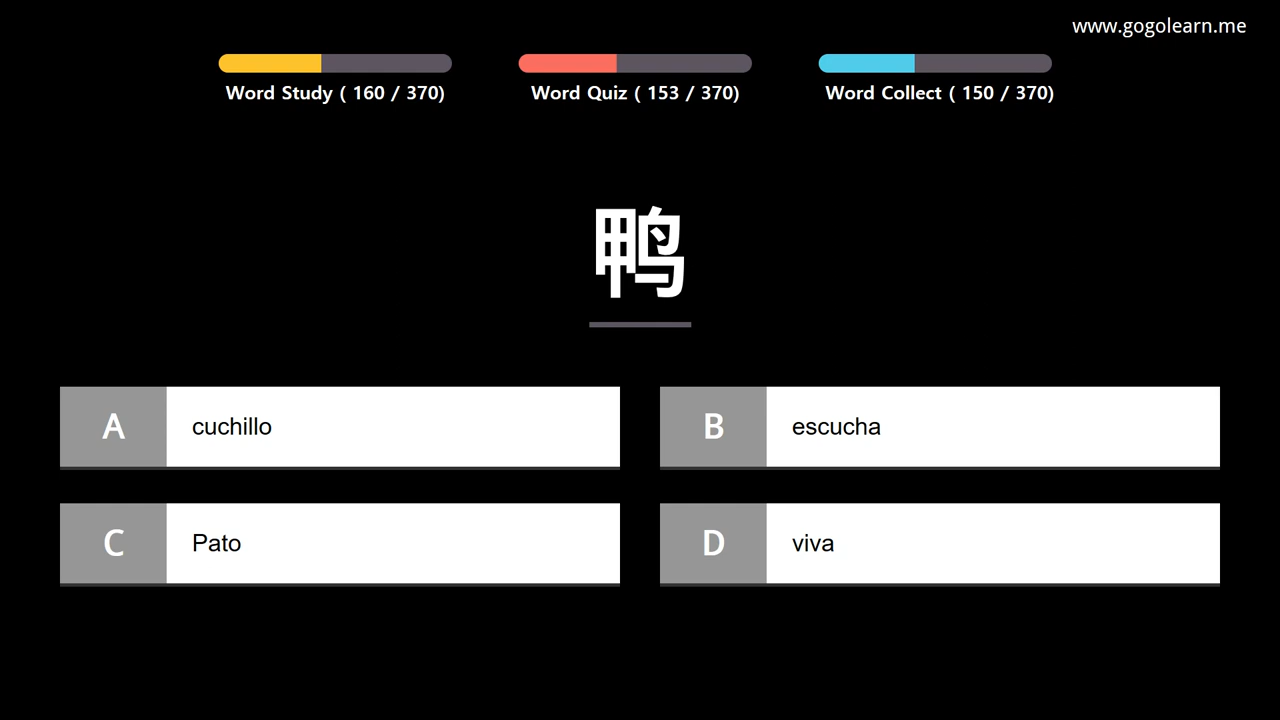 www.gogolearn.me
Word Study ( 160 / 370)
Word Quiz ( 153 / 370)
Word Collect ( 150 / 370)
鸭
A cuchillo
B escucha
C Pato
D viva